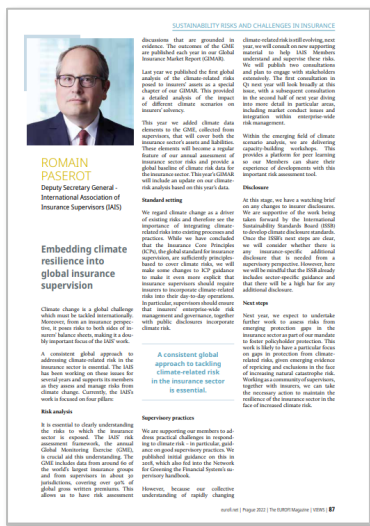 SUSTAINABILITY RISKS AND CHALLENGES IN INSURANCE
ROMAIN
PASEROT
Deputy Secretary General -
International Association of
Insurance Supervisors (IAIS)
Embedding climate
resilience into
global insurance
supervision
Climate change is a global challenge
which must be tackled internationally.
Moreover, from an insurance perspec-
tive, it poses risks to both sides of in-
surers' balance sheets, making it a dou-
bly important focus of the IAIS' work.
A consistent global approach to
addressing climate-related risk in the
insurance sector is essential. The IAIS
has been working on these issues for
several years and supports its members
as they assess and manage risks from
climate change. Currently, the IAIS's
work is focused on four pillars:
Risk analysis
It is essential to clearly understanding
the risks to which the insurance
sector is exposed. The IAIS' risk
assessment framework, the annual
Global Monitoring Exercise (GME),
is crucial aid this understanding. The
GME includes data from around 60 of
the world's largest insurance groups
and from supervisors in about 50
jurisdictions, covering over 90% of
global gross written premiums. This
allows us to have risk assessment
discussions that are grounded in
evidence. The outcomes of the GME
are published each year in our Global
Insurance Market Report (GIMAR).
Last year we published the first global
analysis of the climate-related risks
posed to insurers' assets as a special
chapter of our GIMAR. This provided
a detailed analysis of the impact
of different climate scenarios on
insurers' solvency.
This year we added climate data
elements to the GME, collected from
supervisors, that will cover both the
insurance sector's assets and liabilities.
These elements will become a regular
feature of our annual assessment of
insurance sector risks and provide a
global baseline of climate risk data for
the insurance sector. This year's GIMAR
will include an update on our climate-
risk analysis based on this year's data.
Standard setting
We regard climate change as a driver
of existing risks and therefore see the
importance of integrating climate-
related risks into existing processes and
practices. While we have concluded
that the Insurance Core Principles
(ICPs), the global standard for insurance
supervision, are sufficiently principles-
based to cover climate risks, we will
make some changes to ICP guidance
to make it even more explicit that
insurance supervisors should require
insurers to incorporate climate-related
risks into their day-to-day operations.
In particular, supervisors should ensure
that insurers' enterprise-wide risk
management and governance, together
with public disclosures incorporate
climate risk.
A consistent global
approach to tackling
climate-related risk
in the insurance sector
is essential.
Supervisory practices
We are supporting our members to ad-
dress practical challenges in respond-
ing to climate risk – in particular, guid-
ance on good supervisory practices. We
published initial guidance on this in
2018, which also fed into the Network
for Greening the Financial System's su-
pervisory handbook.
However, because our collective
understanding of rapidly changing
climate-related risk is still evolving, next
year, we will consult on new supporting
material to help IAIS Members
understand and supervise these risks.
We will publish two consultations
and plan to engage with stakeholders
extensively. The first consultation in
Q1 next year will look broadly at this
issue, with a subsequent consultation
in the second half of next year diving
into more detail in particular areas,
including market conduct issues and
integration within enterprise-wide
risk management.
Within the emerging field of climate
scenario analysis, we are delivering
capacity-building workshops. This
provides a platform for peer learning
so our Members can share their
experience of developments with this
important risk assessment tool.
Disclosure
At this stage, we have a watching brief
on any changes to insurer disclosures.
We are supportive of the work being
taken forward by the International
Sustainability Standards Board (ISSB)
to develop climate disclosure standards.
Once the ISSB's next steps are clear,
we will consider whether there is
any insurance-specific additional
disclosure that is needed from a
supervisory perspective. However, here
we will be mindful that the ISSB already
includes sector-specific guidance and
that there will be a high bar for any
additional disclosure.
Next steps
Next year, we expect to undertake
further work to assess risks from
emerging protection gaps in the
insurance sector as part of our mandate
to foster policyholder protection. This
work is likely to have a particular focus
on gaps in protection from climate-
related risks, given emerging evidence
of repricing and exclusions in the face
of increasing natural catastrophe risk.
Working as a community of supervisors,
together with insurers, we can take
the necessary action to maintain the
resilience of the insurance sector in the
face of increased climate risk.
eurofi.net | Prague 2022 | The EUROFI Magazine | VIEWS | 87